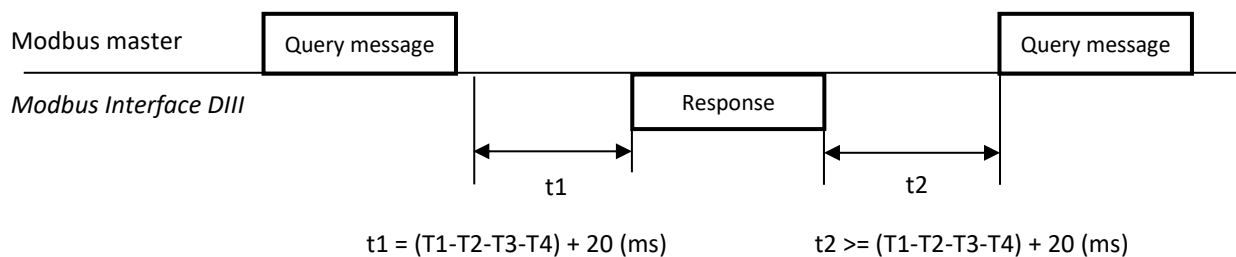 Modbus master
Query message
Query message
Modbus Interface DIII
Response
t1
t2
t1 = (T1-T2-T3-T4) + 20 (ms)
t2 >= (T1-T2-T3-T4) + 20 (ms)